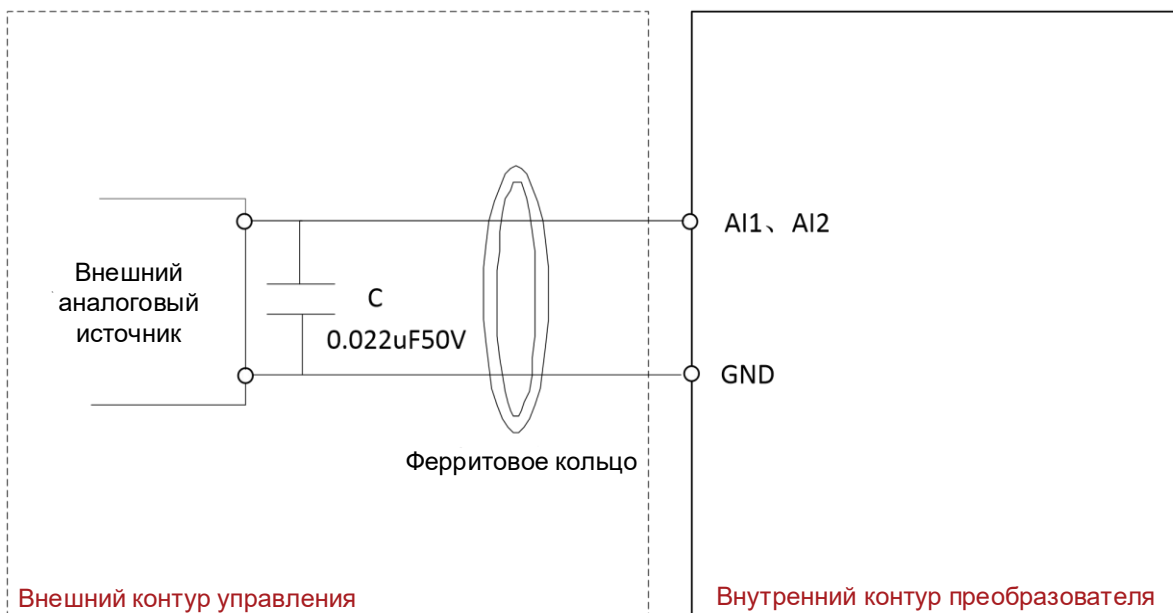 AI1、AI2
Внешний
аналоговый
источник
C
0.022uF50V
GND
Ферритовое кольцо
Внешний контур управления
Внутренний контур преобразователя